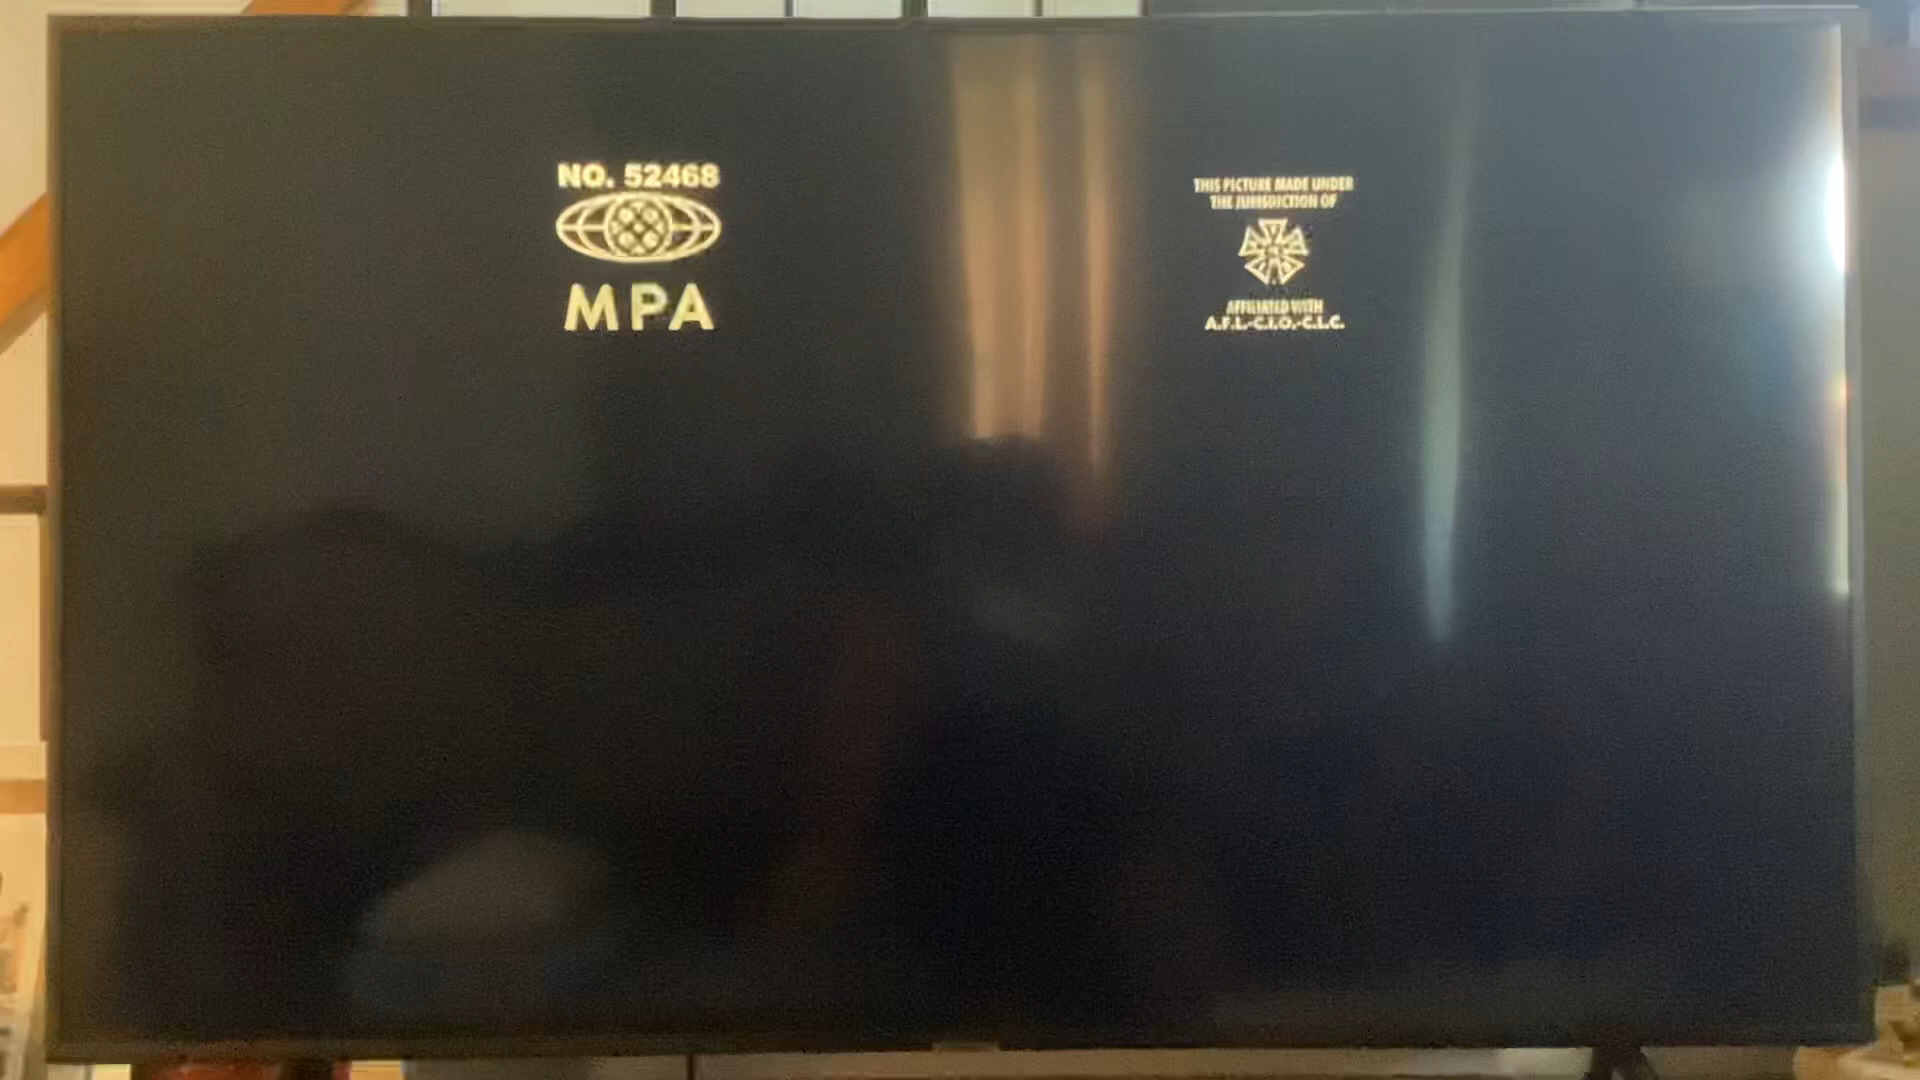 NO. 52468
MPA
THIS PICTURE MADE UNDER
THE JURISDICTION OF
AFFILIATED WITH
A.F.L.-C.I.O.-C.L.C.